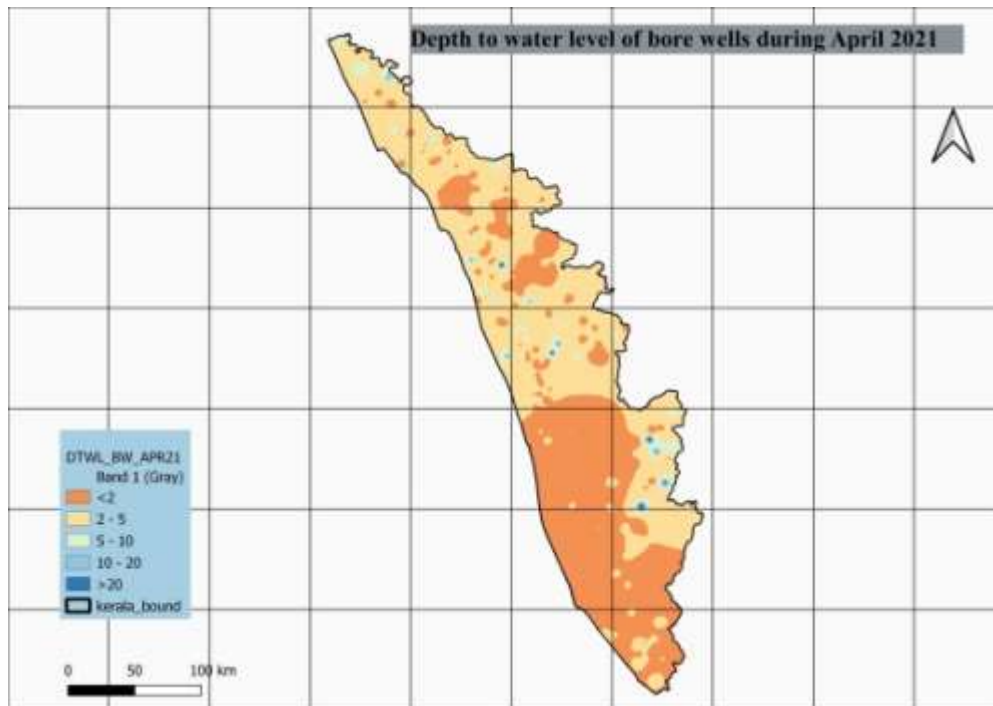 Depth to water level of bore wells during April 2021
DTWL_BW_APR21
Band 1 (Gray)
<2
2 - 5
5 - 10
10 - 20
>20
kerala_bound
0 50 100 km